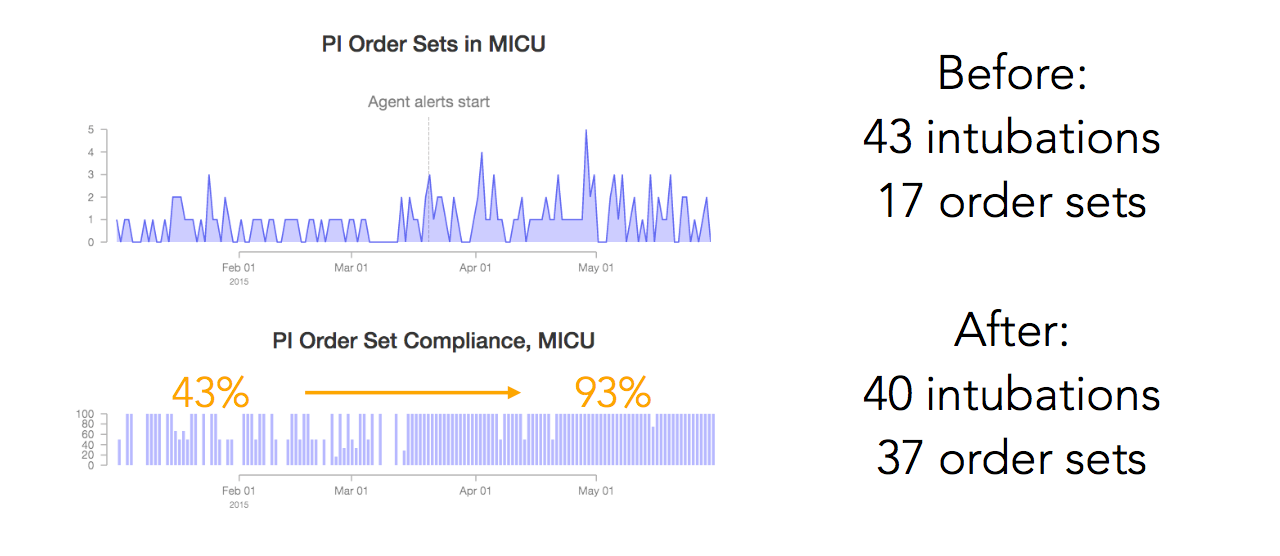 PI Order Sets in MICU
Agent alerts start
5
4
3
2
1
0
Feb 01
2015
Mar 01
Apr 01
May 01
PI Order Set Compliance, MICU
43%
93%
100
80
60
40
20
0
Feb 01
2015
Mar 01
Apr 01
May 01
Before:
43 intubations
17 order sets
After:
40 intubations
37 order sets